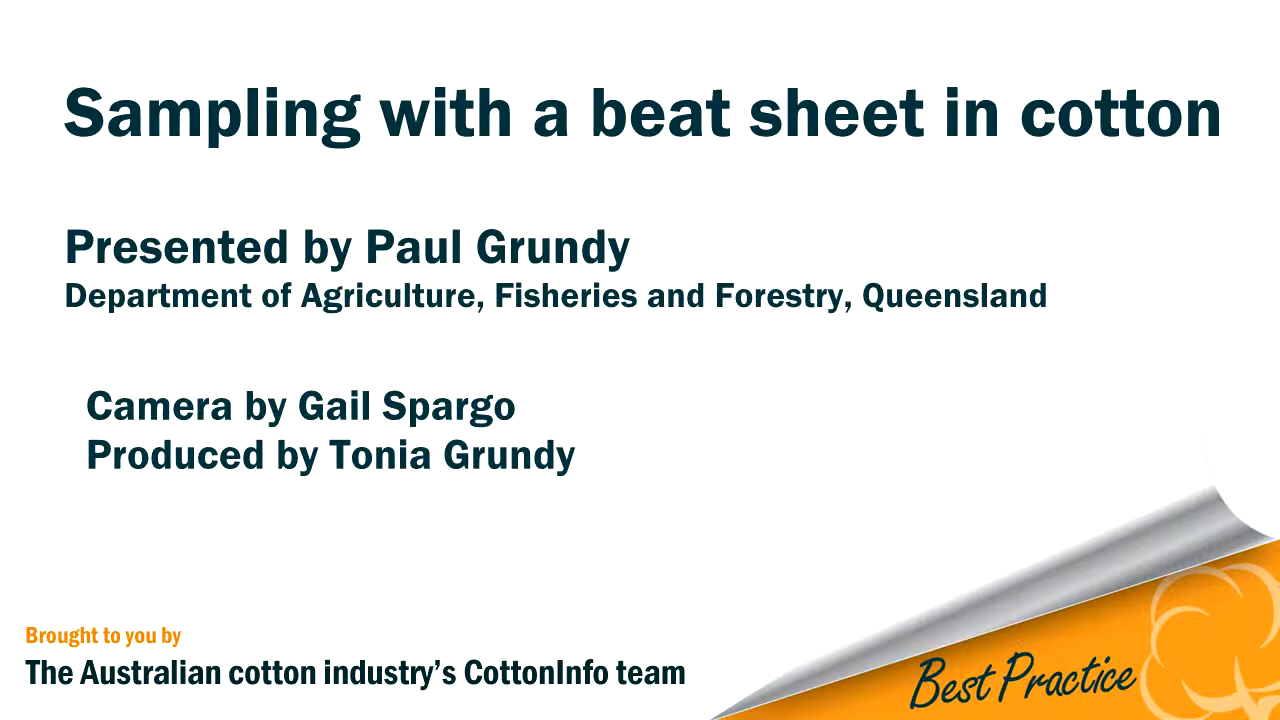 Sampling with a beat sheet in cotton
Presented by Paul Grundy
Department of Agriculture, Fisheries and Forestry, Queensland
Camera by Gail Spargo
Produced by Tonia Grundy
Brought to you by
The Australian cotton industry’s CottonInfo team
Best Practice